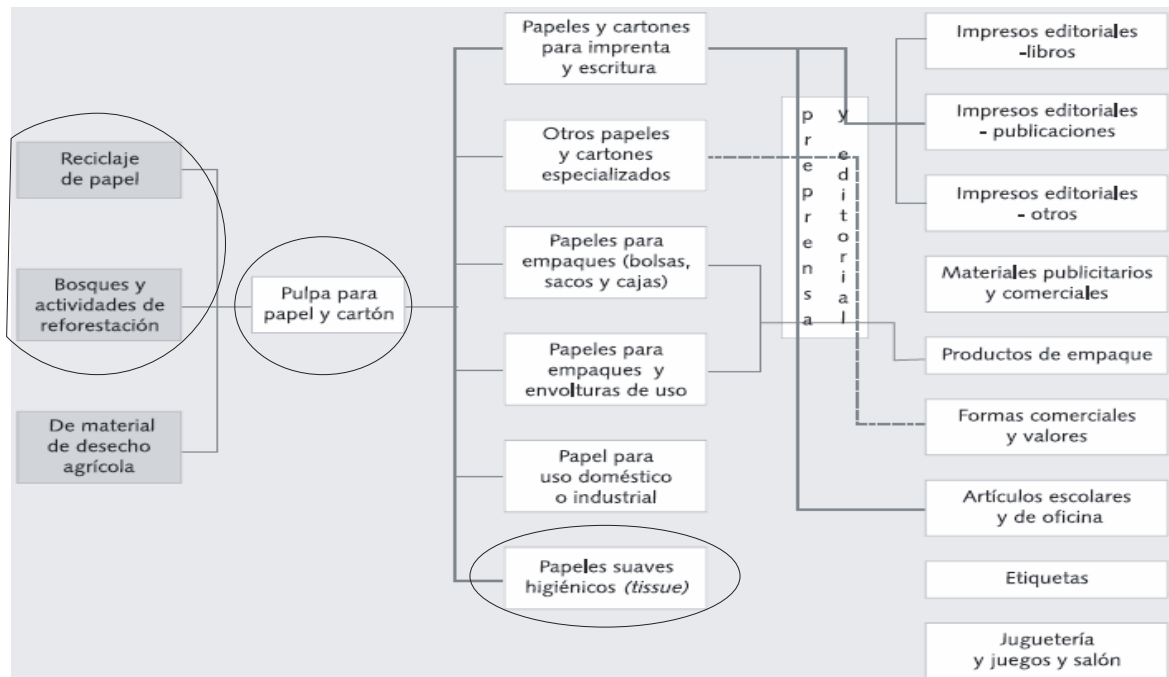 Reciclaje
de papel
Bosques y
actividades de
reforestación
De material
de desecho
agrícola
Pulpa para
papel y cartón
Papeles y cartones
para imprenta
y escritura
Otros papeles
y cartones
especializados
Papeles para
empaque (bolsas,
sacos y cajas)
Papeles para
empaques y
envolturas de uso
Papel para
uso doméstico
o industrial
Papeles suaves
higiénicos (tissue)
preprensa
y editorial
Impresos editoriales
-libros
Impresos editoriales
- publicaciones
Impresos editoriales
- otros
Materiales publicitarios
y comerciales
Productos de empaque
Formas comerciales
y valores
Artículos escolares
y de oficina
Etiquetas
Juguetería
y juegos y salón